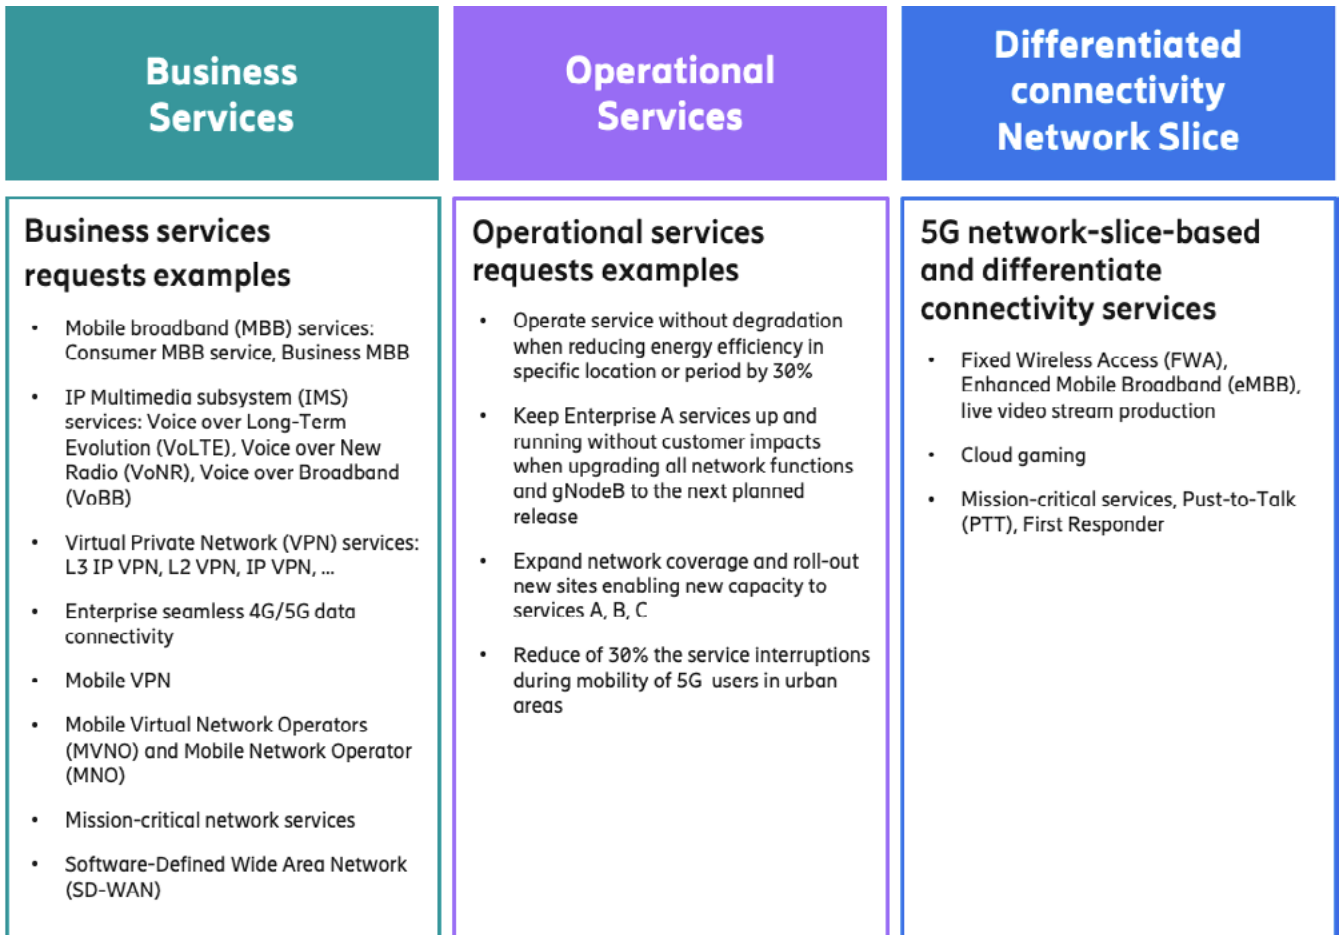 Business
Services
Operational
Services
Differentiated
connectivity
Network Slice
Business services
requests examples
• Mobile broadband (MBB) services:
Consumer MBB service, Business MBB
• IP Multimedia subsystem (IMS)
services: Voice over Long-Term
Evolution (VoLTE), Voice over New
Radio (VoNR), Voice over Broadband
(VoBB)
• Virtual Private Network (VPN) services:
L3 IP VPN, L2 VPN, IP VPN, ...
• Enterprise seamless 4G/5G data
connectivity
• Mobile VPN
• Mobile Virtual Network Operators
(MVNO) and Mobile Network Operator
(MNO)
• Mission-critical network services
• Software-Defined Wide Area Network
(SD-WAN)
Operational services
requests examples
• Operate service without degradation
when reducing energy efficiency in
specific location or period by 30%
• Keep Enterprise A services up and
running without customer impacts
when upgrading all network functions
and gNodeB to the next planned
release
• Expand network coverage and roll-out
new sites enabling new capacity to
services A, B, C
• Reduce of 30% the service interruptions
during mobility of 5G users in urban
areas
5G network-slice-based
and differentiate
connectivity services
• Fixed Wireless Access (FWA),
Enhanced Mobile Broadband (eMBB),
live video stream production
• Cloud gaming
• Mission-critical services, Pust-to-Talk
(PTT), First Responder